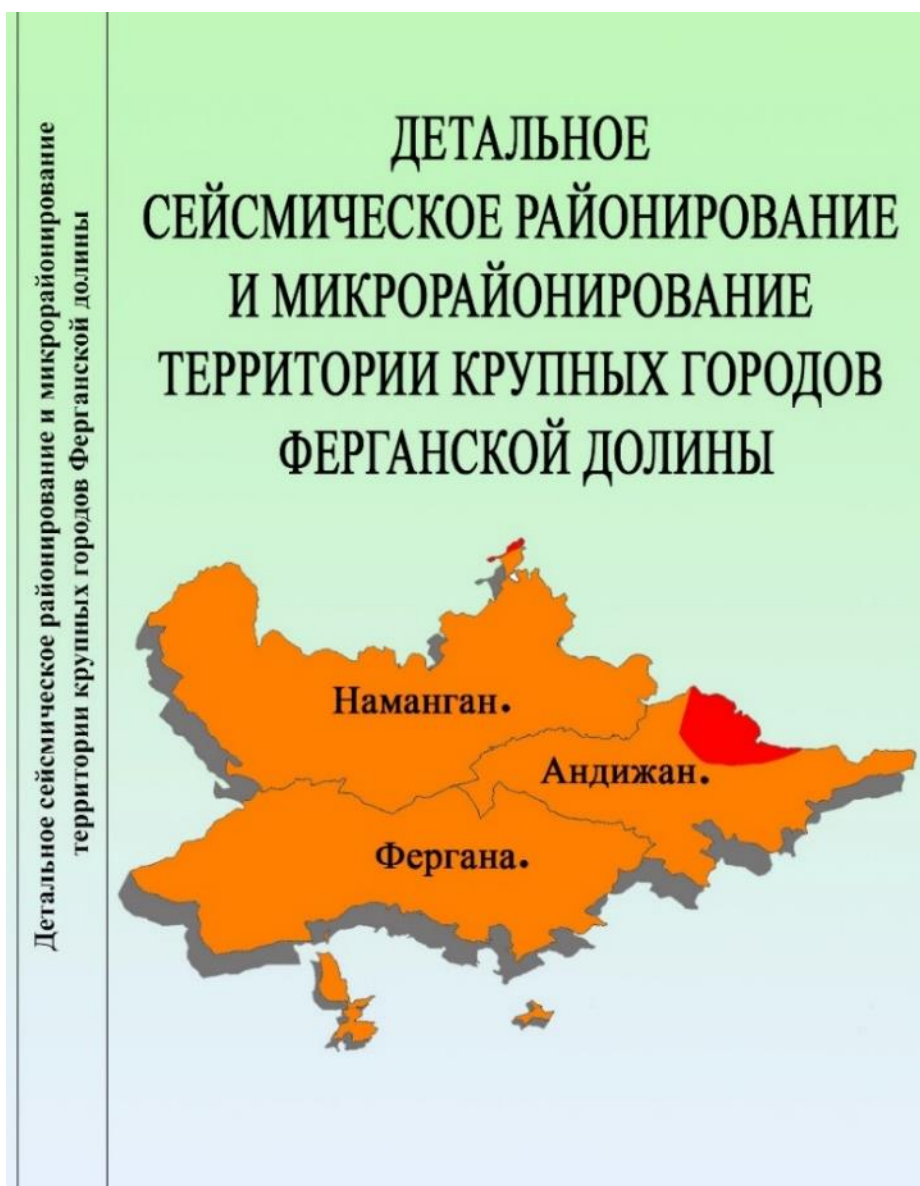 Детальное сейсмическое районирование и микрорайонирование
территории крупных городов Ферганской долины
ДЕТАЛЬНОЕ
СЕЙСМИЧЕСКОЕ РАЙОНИРОВАНИЕ
И МИКРОРАЙОНИРОВАНИЕ
ТЕРРИТОРИИ КРУПНЫХ ГОРОДОВ
ФЕРГАНСКОЙ ДОЛИНЫ
Наманган.
Андижан.
Фергана.